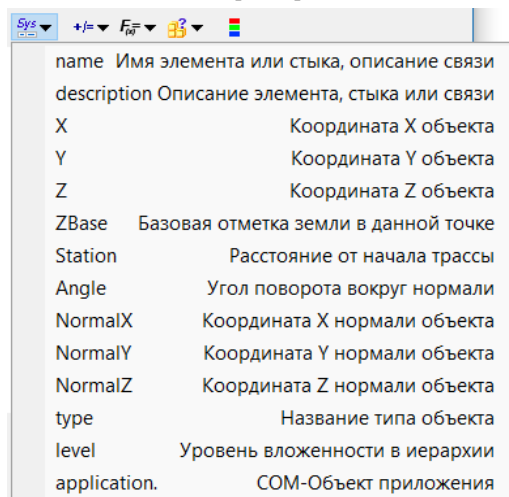 Sys +/= F(x) ?
name Имя элемента или стыка, описание связи
description Описание элемента, стыка или связи
X Координата X объекта
Y Координата Y объекта
Z Координата Z объекта
ZBase Базовая отметка земли в данной точке
Station Расстояние от начала трассы
Angle Угол поворота вокруг нормали
NormalX Координата X нормали объекта
NormalY Координата Y нормали объекта
NormalZ Координата Z нормали объекта
type Название типа объекта
level Уровень вложенности в иерархии
application. COM-Объект приложения